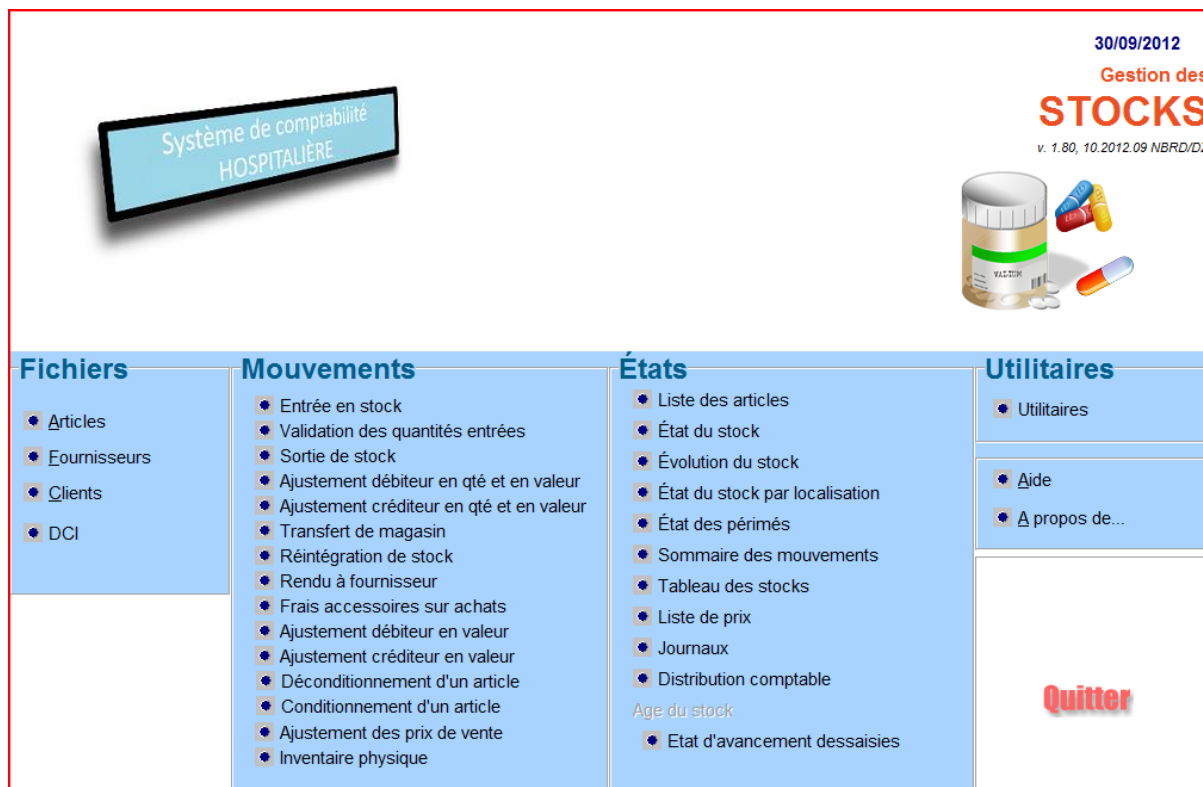 30/09/2012
Gestion des
STOCKS
v. 1.80, 10.2012.09 NBRD/DZ
Système de comptabilité
HOSPITALIÈRE
VALIUM
Fichiers
Articles
Fournisseurs
Clients
DCI
Mouvements
Entrée en stock
Validation des quantités entrées
Sortie de stock
Ajustement débiteur en qté et en valeur
Ajustement créditeur en qté et en valeur
Transfert de magasin
Réintégration de stock
Rendu à fournisseur
Frais accessoires sur achats
Ajustement débiteur en valeur
Ajustement créditeur en valeur
Déconditionnement d'un article
Conditionnement d'un article
Ajustement des prix de vente
Inventaire physique
États
Liste des articles
État du stock
Évolution du stock
État du stock par localisation
État des périmés
Sommaire des mouvements
Tableau des stocks
Liste de prix
Journaux
Distribution comptable
Age du stock
Etat d'avancement dessaisies
Utilitaires
Utilitaires
Aide
A propos de...
Quitter